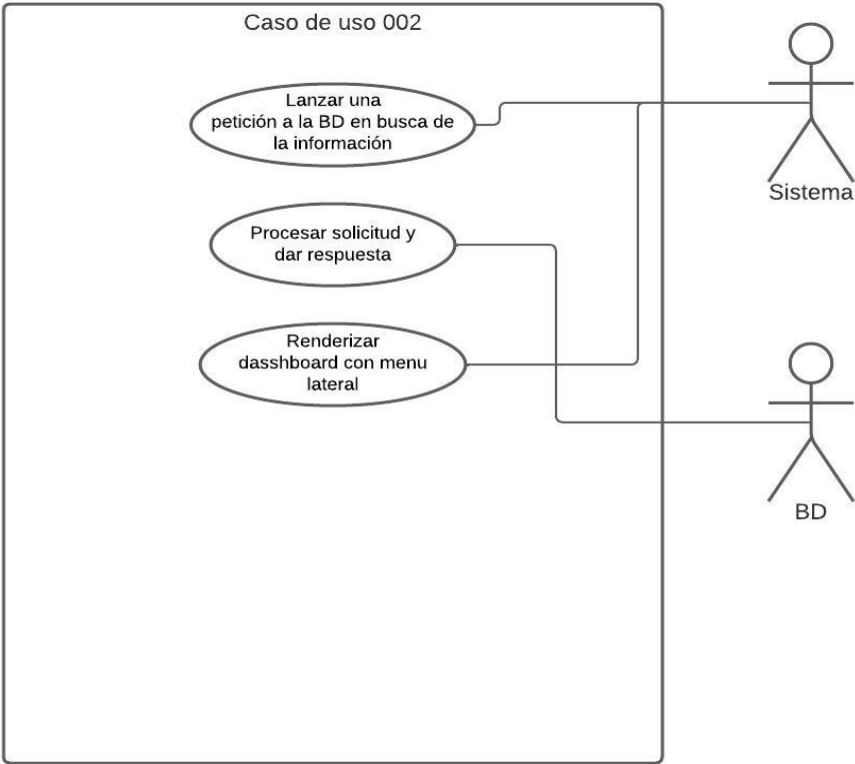 Caso de uso 002
Lanzar una
petición a la BD en busca de
la información
Sistema
Procesar solicitud y
dar respuesta
Renderizar
dasshboard con menu
lateral
BD